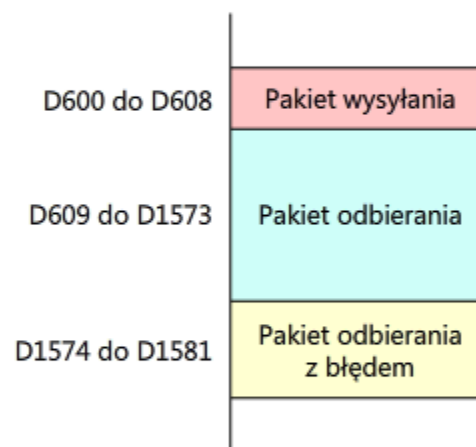 D600 do D608
Pakiet wysyłania
D609 do D1573
Pakiet odbierania
D1574 do D1581
Pakiet odbierania
z błędem